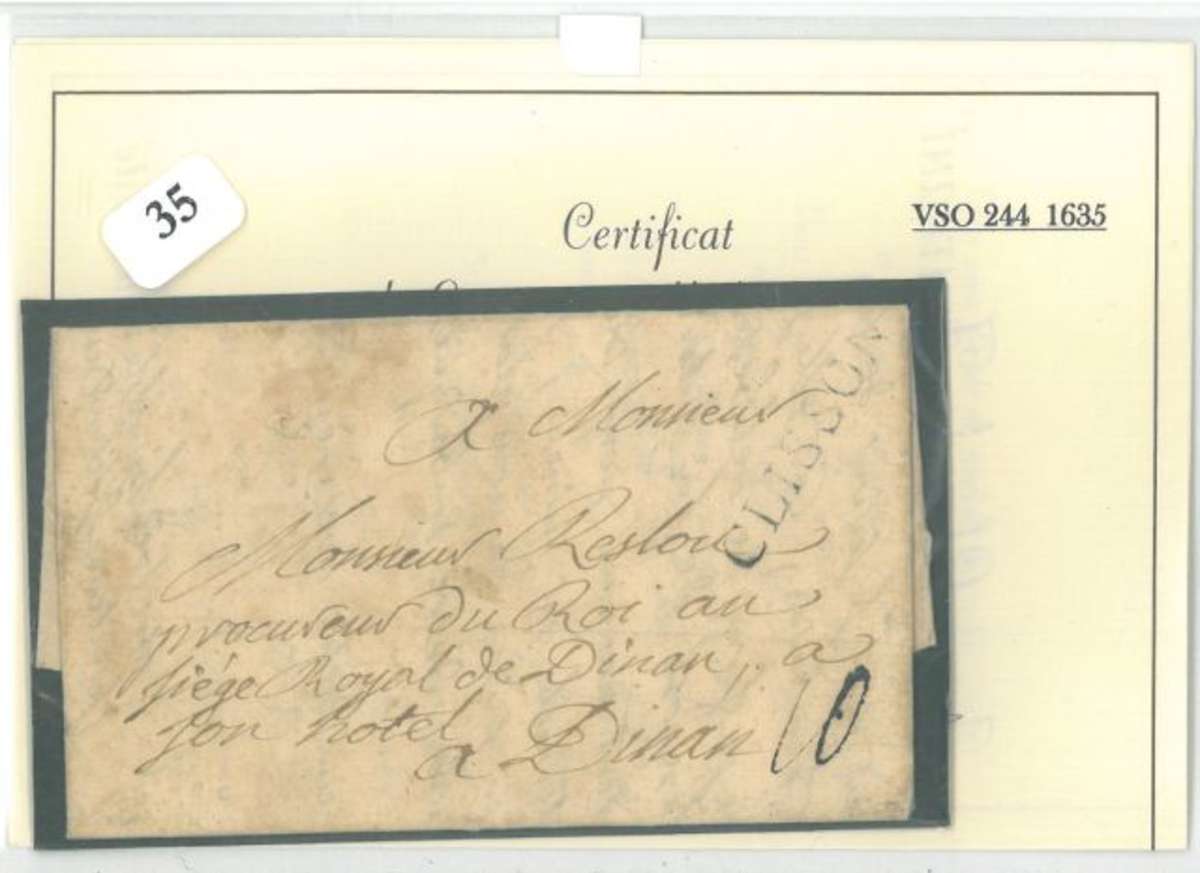 35
Certificat
VSO 244 1635
CLISSON
A Monsieur
Monsieur Reslou
procureur du Roi au
siége Royal de Dinan, a
son hotel
a Dinan
10